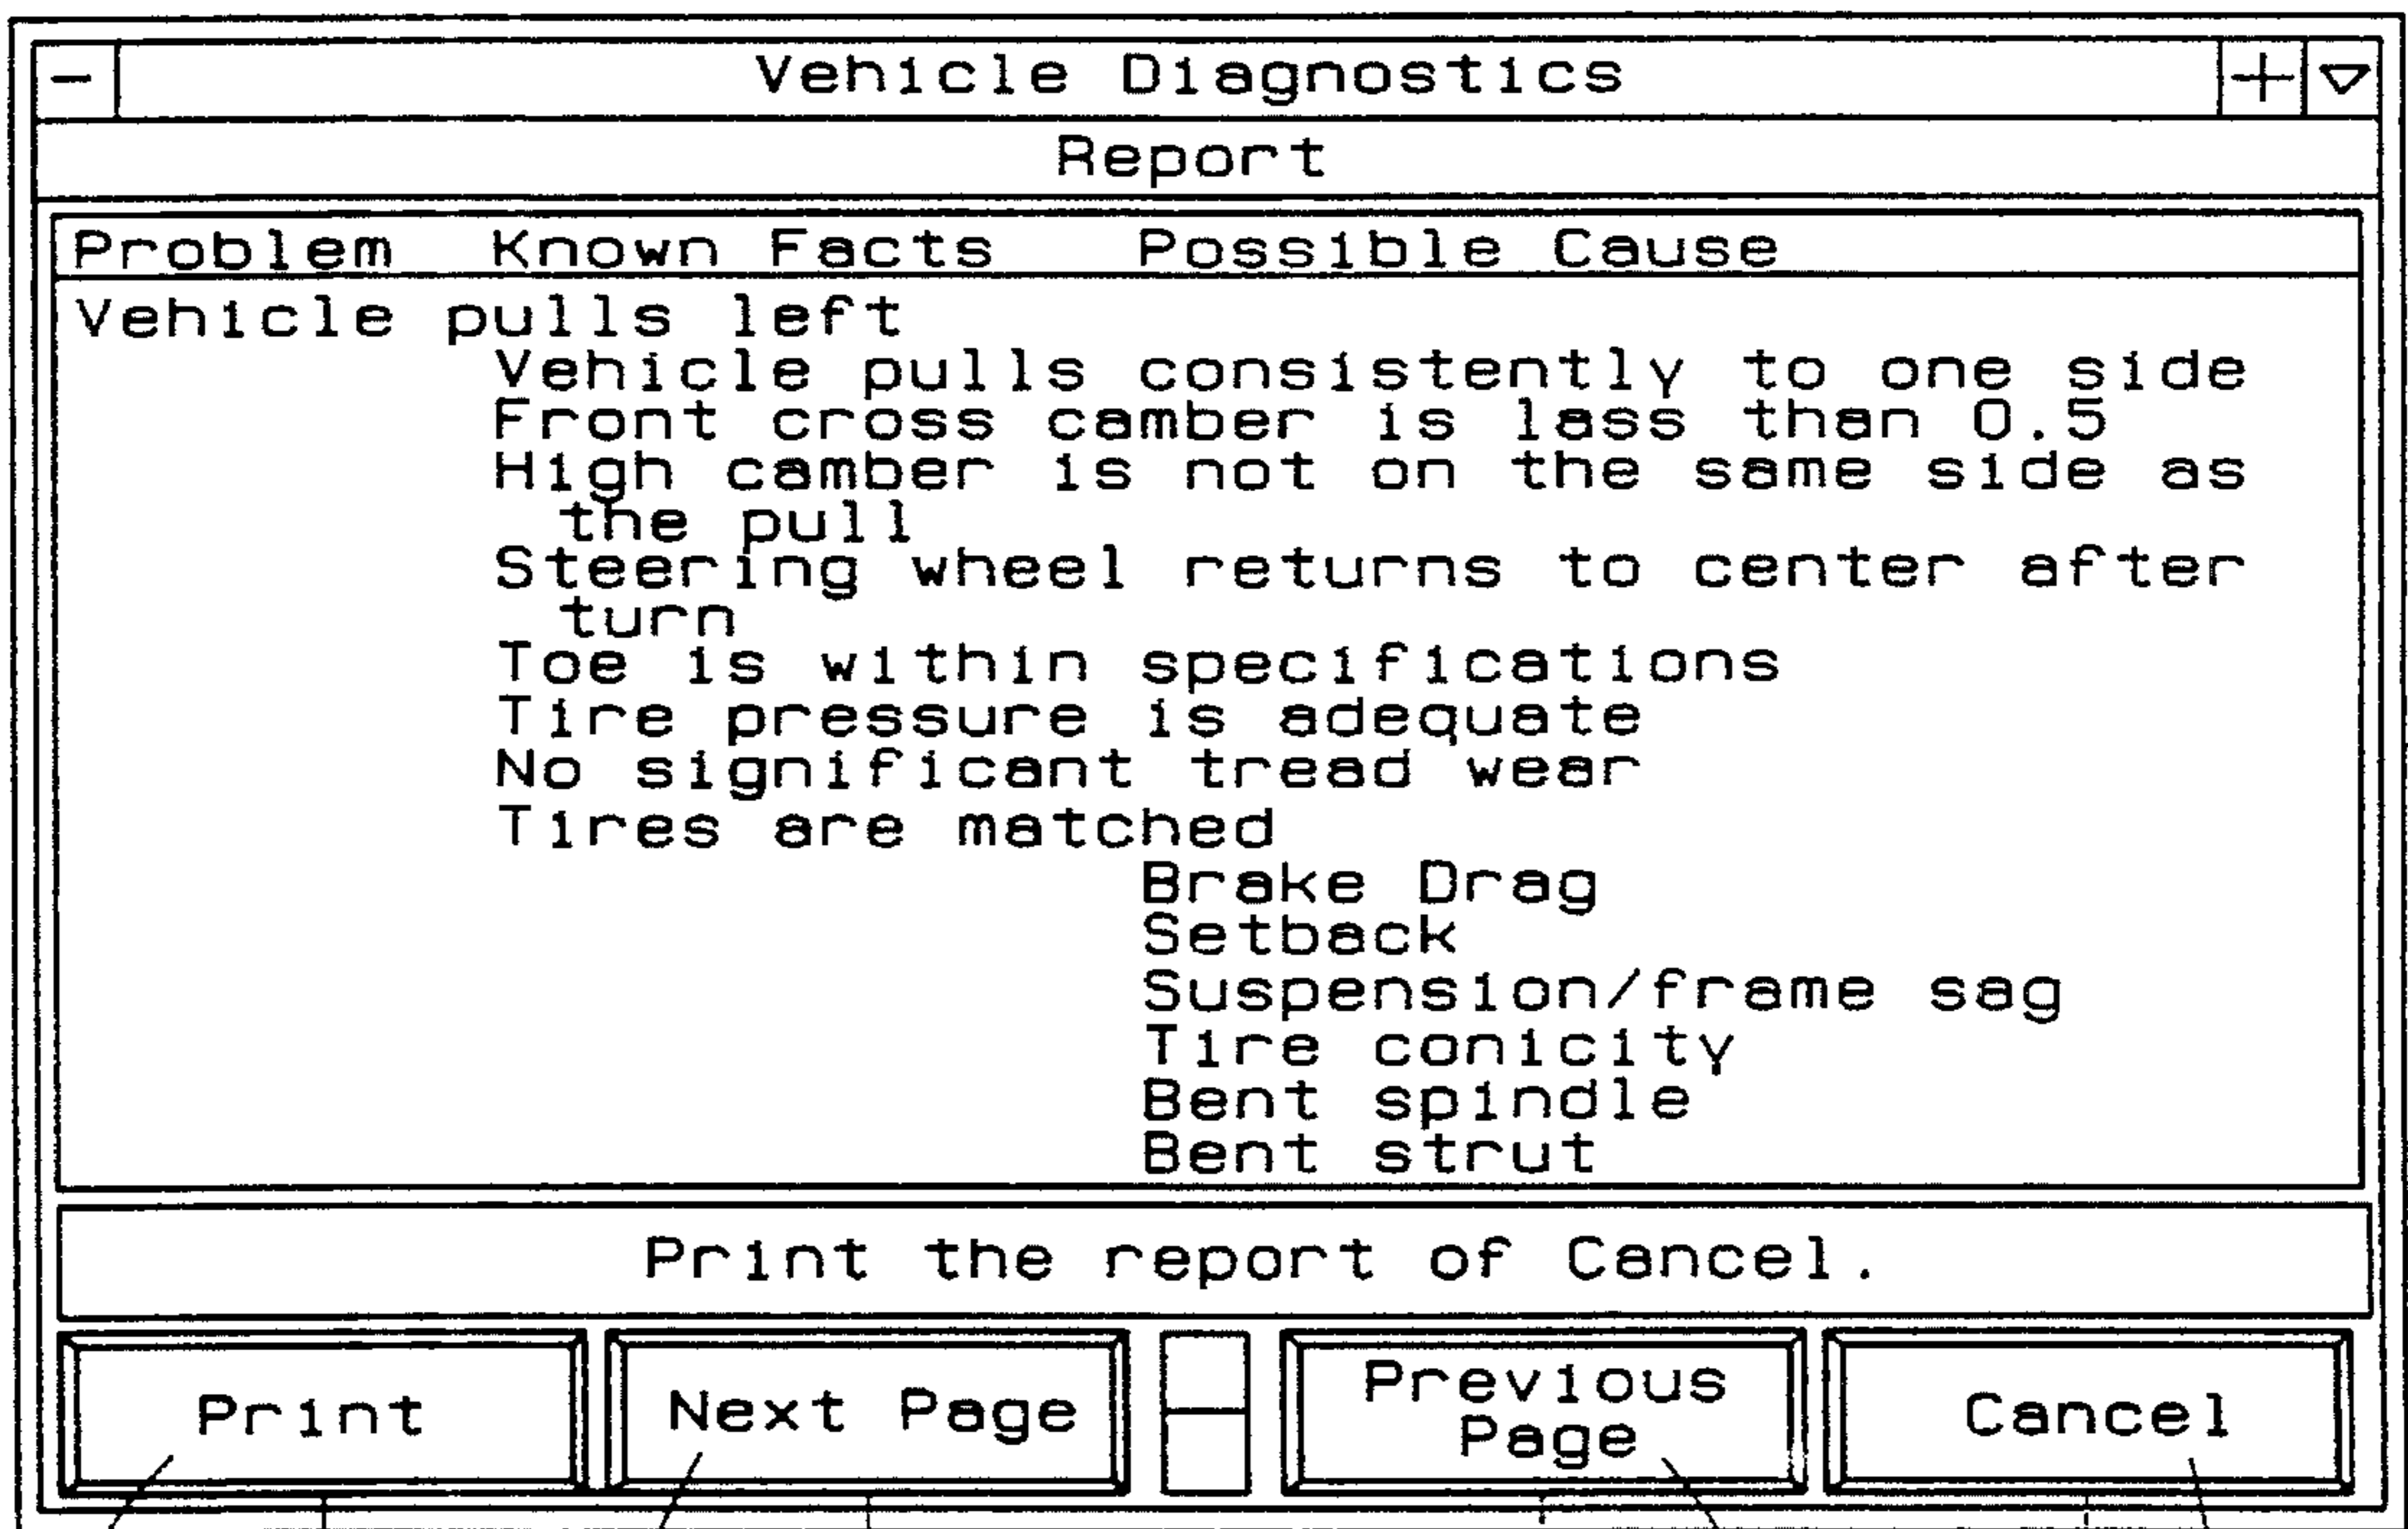 Vehicle Diagnostics
Report
Problem Known Facts Possible Cause
Vehicle pulls left
Vehicle pulls consistently to one side
Front cross camber is lass than 0.5
High camber is not on the same side as
the pull
Steering wheel returns to center after
turn
Toe is within specifications
Tire pressure is adequate
No significant tread wear
Tires are matched
Brake Drag
Setback
Suspension/frame sag
Tire conicity
Bent spindle
Bent strut
Print the report of Cancel.
Print
Next Page
Previous
Page
Cancel